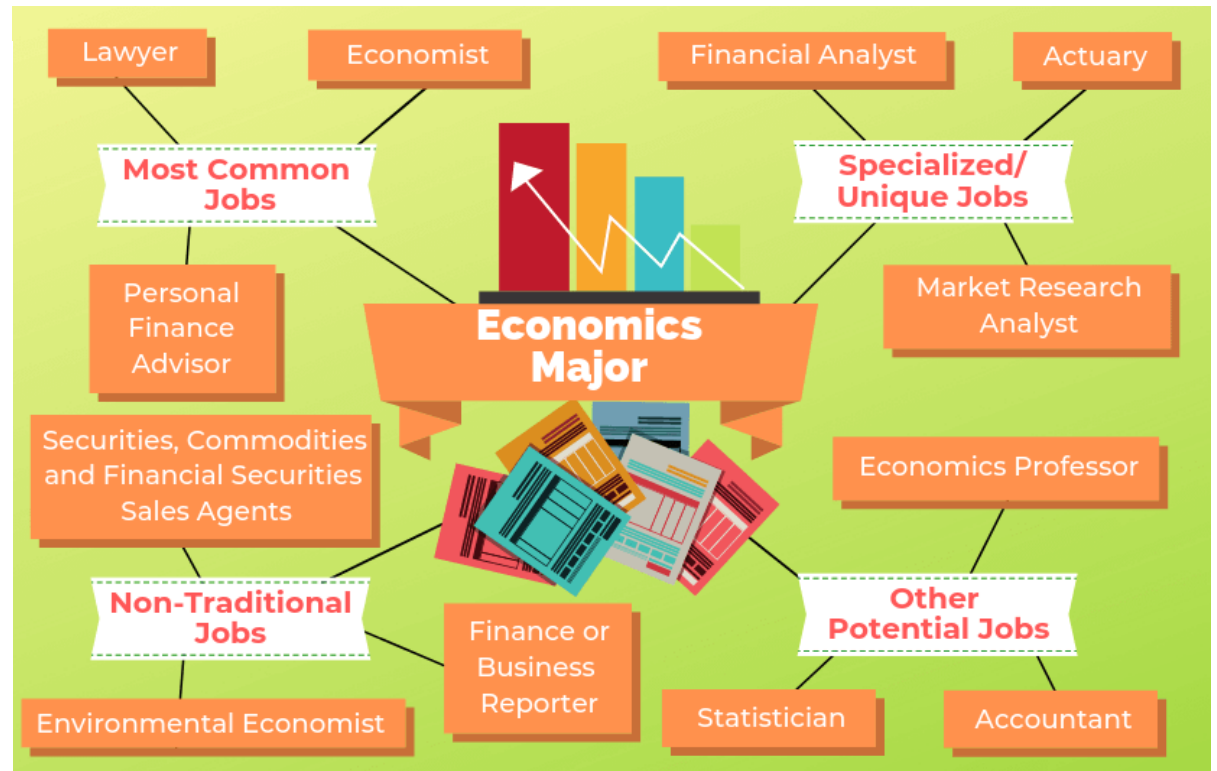 Lawyer
Economist
Most Common
Jobs
Personal
Finance
Advisor
Financial Analyst
Actuary
Specialized/
Unique Jobs
Market Research
Analyst
Economics
Major
Securities, Commodities
and Financial Securities
Sales Agents
Non-Traditional
Jobs
Finance or
Business
Reporter
Environmental Economist
Economics Professor
Other
Potential Jobs
Statistician
Accountant